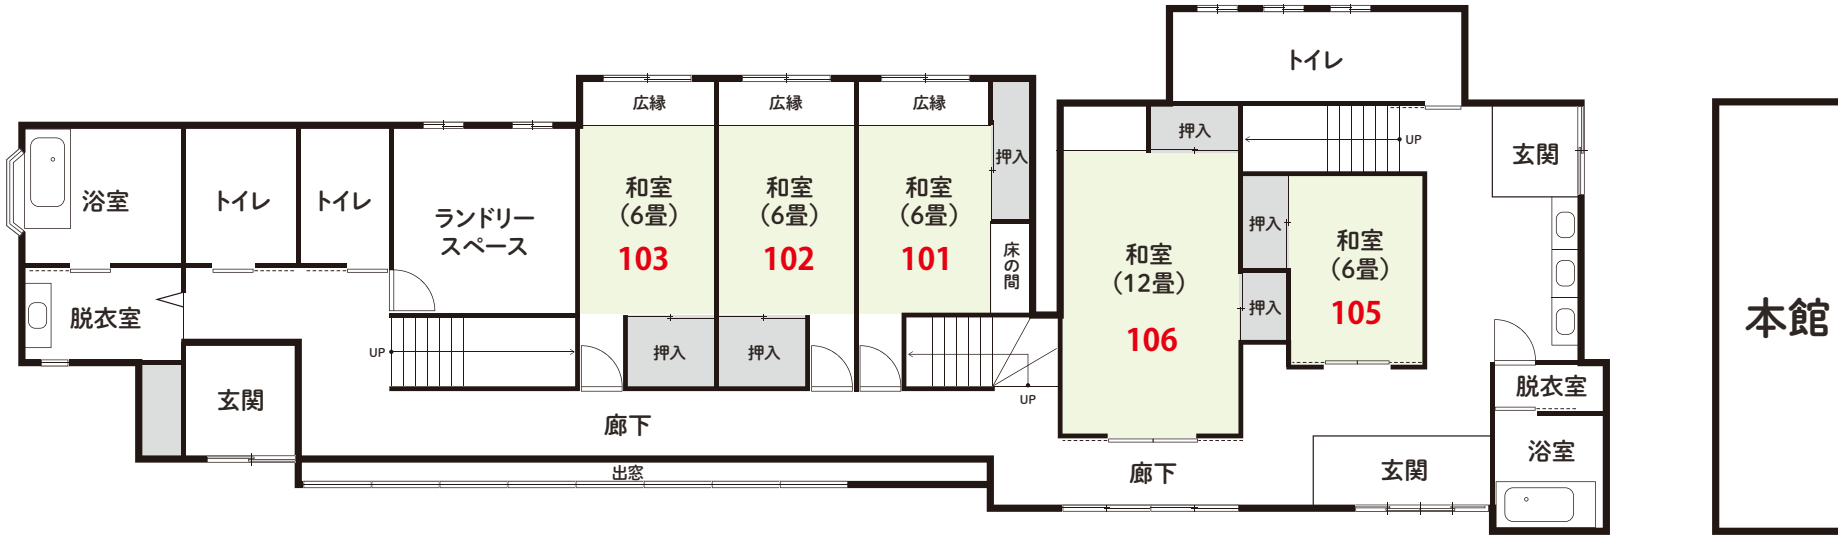 トイレ
広縁
広縁
広縁
押入
押入
UP
玄関
浴室
トイレ
トイレ
ランドリー
スペース
和室
(6畳)
103
和室
(6畳)
102
和室
(6畳)
101
床の間
和室
(12畳)
106
押入
押入
和室
(6畳)
105
本館
脱衣室
UP
押入
押入
UP
玄関
廊下
脱衣室
浴室
出窓
廊下
玄関